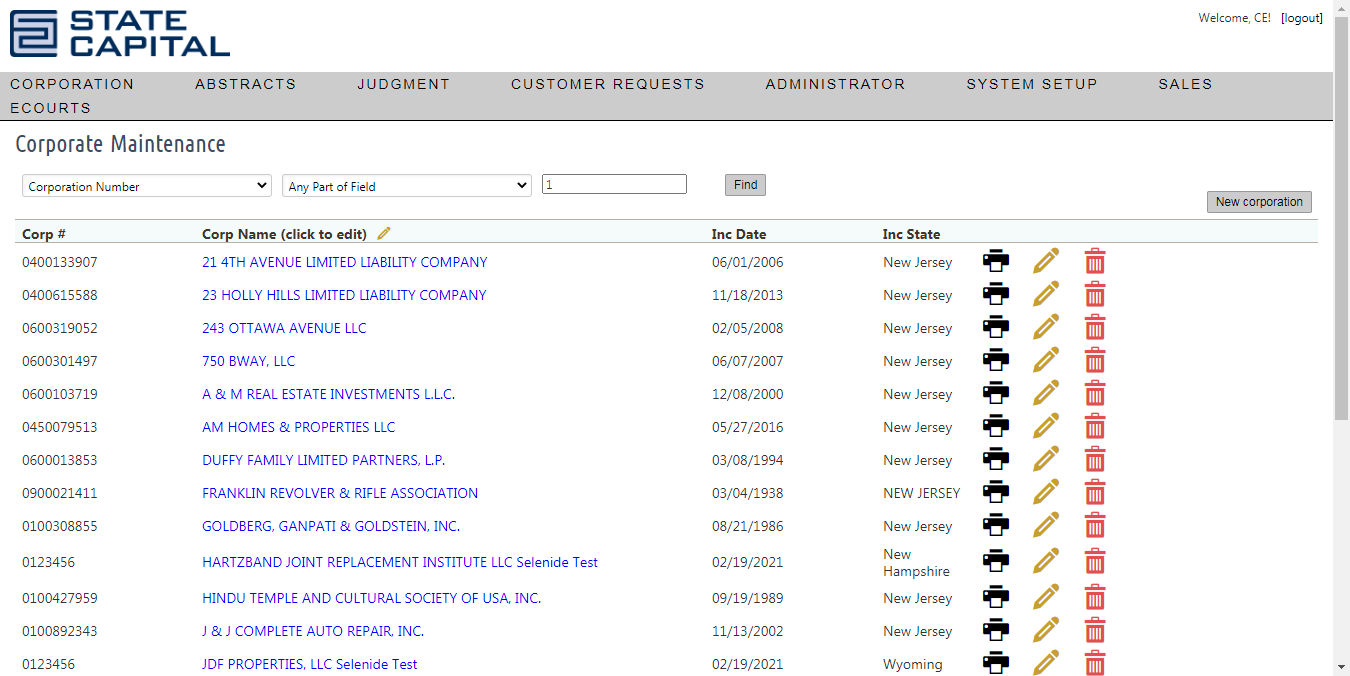 STATE
CAPITAL
Welcome, CE! [logout]
CORPORATION ABSTRACTS JUDGMENT CUSTOMER REQUESTS ADMINISTRATOR SYSTEM SETUP SALES
ECOURTS
Corporate Maintenance
Corporation Number Any Part of Field 1 Find
New corporation
Corp # Corp Name (click to edit) Inc Date Inc State
0400133907 21 4TH AVENUE LIMITED LIABILITY COMPANY 06/01/2006 New Jersey
0400615588 23 HOLLY HILLS LIMITED LIABILITY COMPANY 11/18/2013 New Jersey
0600319052 243 OTTAWA AVENUE LLC 02/05/2008 New Jersey
0600301497 750 BWAY, LLC 06/07/2007 New Jersey
0600103719 A & M REAL ESTATE INVESTMENTS L.L.C. 12/08/2000 New Jersey
0450079513 AM HOMES & PROPERTIES LLC 05/27/2016 New Jersey
0600013853 DUFFY FAMILY LIMITED PARTNERS, L.P. 03/08/1994 New Jersey
0900021411 FRANKLIN REVOLVER & RIFLE ASSOCIATION 03/04/1938 NEW JERSEY
0100308855 GOLDBERG, GANPATI & GOLDSTEIN, INC. 08/21/1986 New Jersey
0123456 HARTZBAND JOINT REPLACEMENT INSTITUTE LLC Selenide Test 02/19/2021 New
Hampshire
0100427959 HINDU TEMPLE AND CULTURAL SOCIETY OF USA, INC. 09/19/1989 New Jersey
0100892343 J & J COMPLETE AUTO REPAIR, INC. 11/13/2002 New Jersey
0123456 JDF PROPERTIES, LLC Selenide Test 02/19/2021 Wyoming